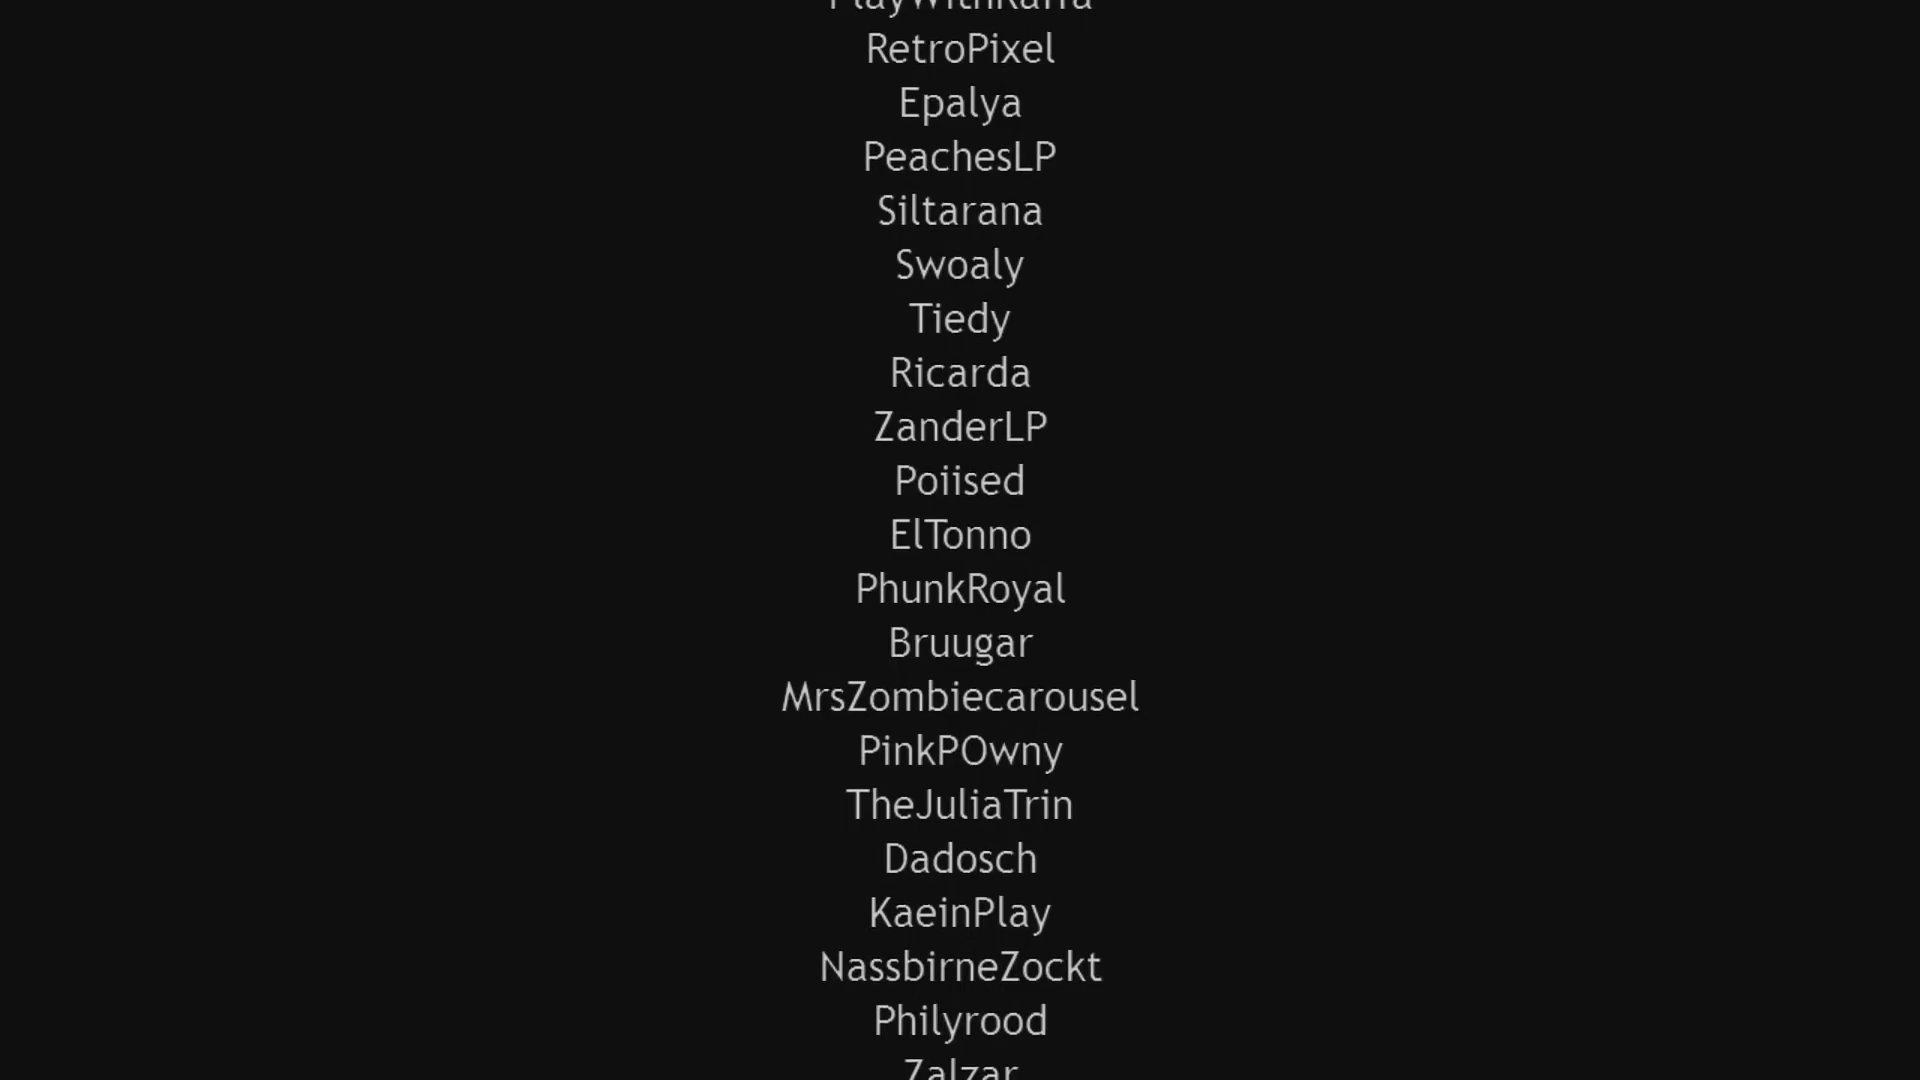 RetroPixel
Epalya
PeachesLP
Siltarana
Swoaly
Tiedy
Ricarda
ZanderLP
Poiised
ElTonno
PhunkRoyal
Bruugar
MrsZombiecarousel
PinkPOwny
TheJuliaTrin
Dadosch
KaeinPlay
NassbirneZockt
Philyrood
Zalzar